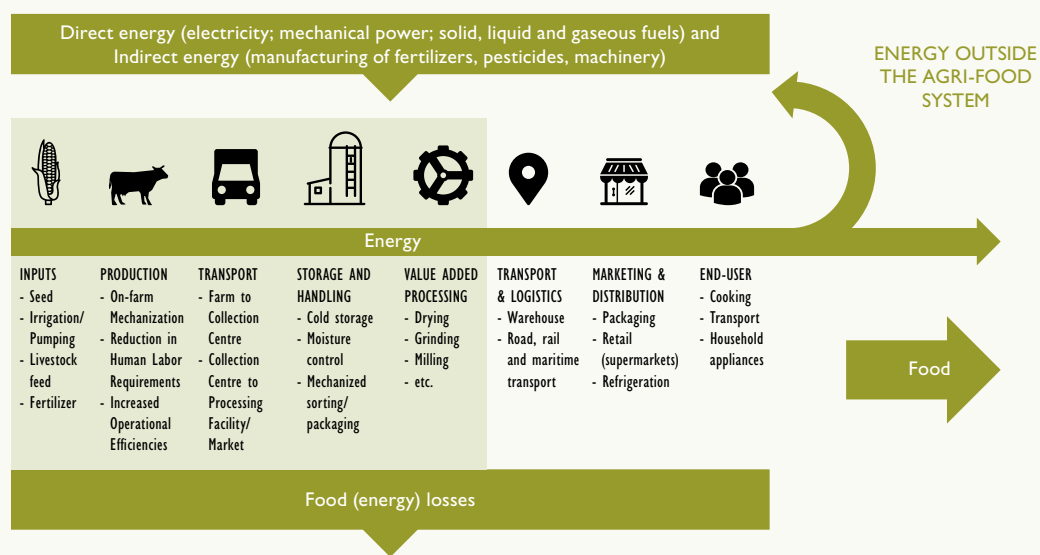 Direct energy (electricity; mechanical power; solid, liquid and gaseous fuels) and
Indirect energy (manufacturing of fertilizers, pesticides, machinery)
ENERGY OUTSIDE
THE AGRI-FOOD
SYSTEM
Energy
INPUTS
- Seed
- Irrigation/
Pumping
- Livestock
feed
- Fertilizer
PRODUCTION
- On-farm
Mechanization
- Reduction in
Human Labor
Requirements
- Increased
Operational
Efficiencies
TRANSPORT
- Farm to
Collection
Centre
- Collection
Centre to
Processing
Facility/
Market
STORAGE AND
HANDLING
- Cold storage
- Moisture
control
- Mechanized
sorting/
packaging
VALUE ADDED
PROCESSING
- Drying
- Grinding
- Milling
- etc.
TRANSPORT
& LOGISTICS
- Warehouse
- Road, rail
and maritime
transport
MARKETING &
DISTRIBUTION
- Packaging
- Retail
(supermarkets)
- Refrigeration
END-USER
- Cooking
- Transport
- Household
appliances
Food
Food (energy) losses